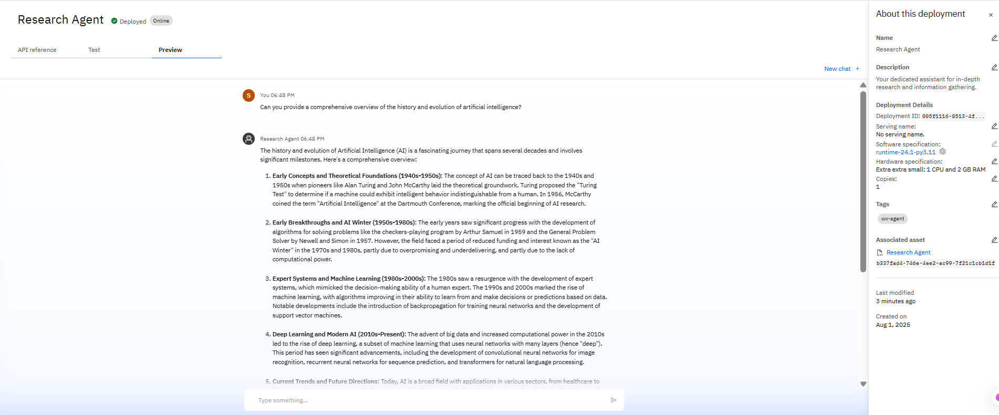 Research Agent Deployed Online
API reference Test Preview
New chat +
S You 06:48 PM
Can you provide a comprehensive overview of the history and evolution of artificial intelligence?
Research Agent 06:48 PM
The history and evolution of Artificial Intelligence (AI) is a fascinating journey that spans several decades and involves
significant milestones. Here's a comprehensive overview:
1. Early Concepts and Theoretical Foundations (1940s-1950s): The concept of AI can be traced back to the 1940s and
1950s when pioneers like Alan Turing and John McCarthy laid the theoretical groundwork. Turing proposed the "Turing
Test" to determine if a machine could exhibit intelligent behavior indistinguishable from a human. In 1956, McCarthy
coined the term "Artificial Intelligence" at the Dartmouth Conference, marking the official beginning of AI research.
2. Early Breakthroughs and AI Winter (1950s-1980s): The early years saw significant progress with the development of
algorithms for solving problems like the checkers-playing program by Arthur Samuel in 1959 and the General Problem
Solver by Newell and Simon in 1957. However, the field faced a period of reduced funding and interest known as the "AI
Winter" in the 1970s and 1980s, partly due to overpromising and underdelivering, and partly due to the lack of
computational power.
3. Expert Systems and Machine Learning (1980s-2000s): The 1980s saw a resurgence with the development of expert
systems, which mimicked the decision-making ability of a human expert. The 1990s and 2000s marked the rise of
machine learning, with algorithms improving in their ability to learn from and make decisions or predictions based on data.
Notable developments include the introduction of backpropagation for training neural networks and the development of
support vector machines.
4. Deep Learning and Modern AI (2010s-Present): The advent of big data and increased computational power in the 2010s
led to the rise of deep learning, a subset of machine learning that uses neural networks with many layers (hence "deep").
This period has seen significant advancements, including the development of convolutional neural networks for image
recognition, recurrent neural networks for sequence prediction, and transformers for natural language processing.
5. Current Trends and Future Directions: Today, AI is a broad field with applications in various sectors, from healthcare to
Type something...
About this deployment
Name
Research Agent
Description
Your dedicated assistant for in-depth
research and information gathering.
Deployment Details
Deployment ID: 005f1116-8513-4f...
Serving name:
No serving name.
Software specification:
runtime-24.1-py3.11
Hardware specification:
Extra extra small: 1 CPU and 2 GB RAM
Copies:
1
Tags
wx-agent
Associated asset
Research Agent
b337fad4-746e-4ee2-ac99-7f21c1cb1d1f
Last modified
3 minutes ago
Created on
Aug 1, 2025